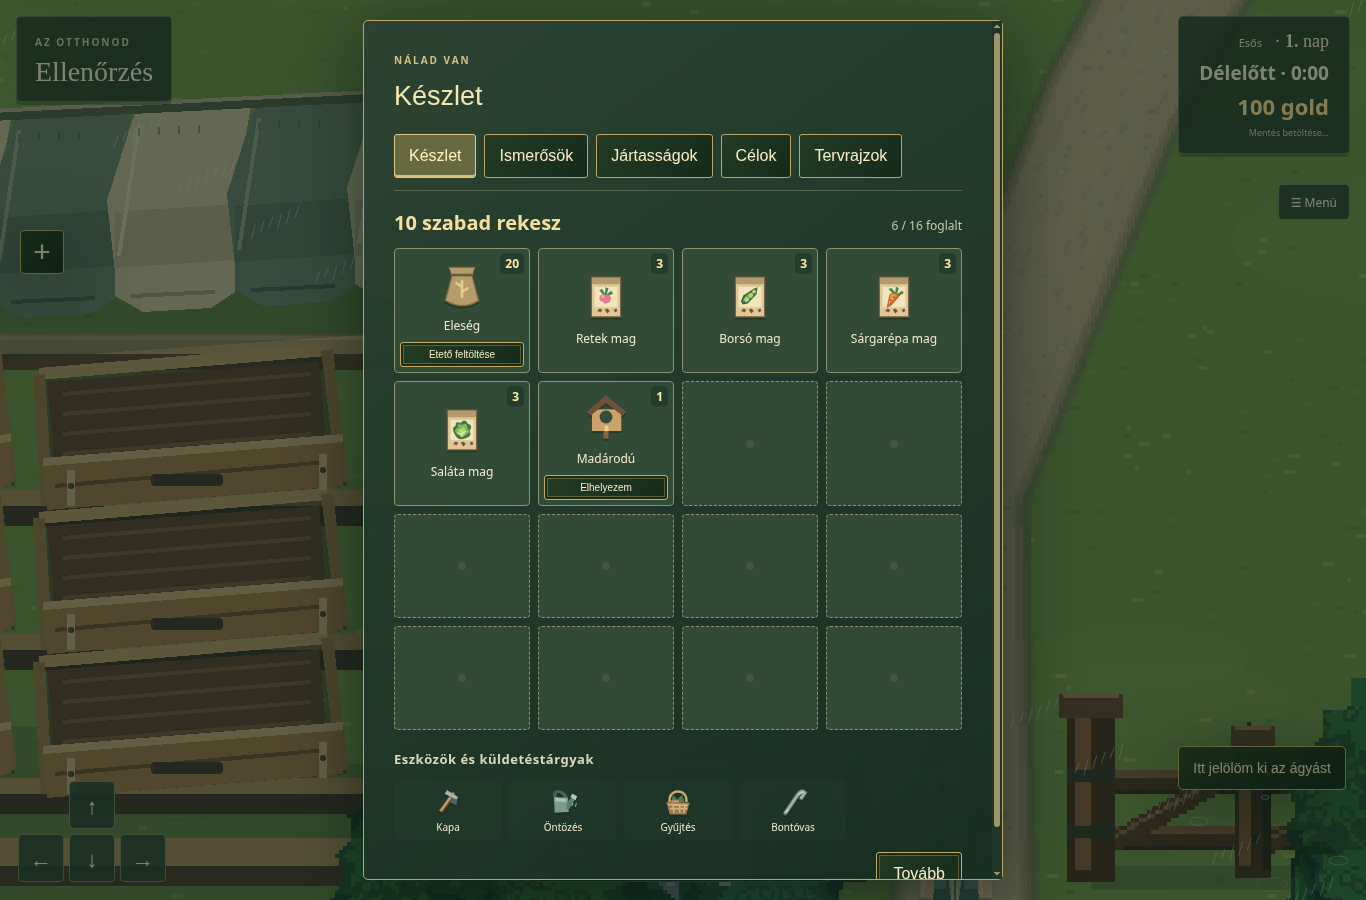 AZ OTTHONOD
Ellenőrzés
Esős · 1. nap
Délelőtt · 0:00
100 gold
Mentés betöltése…
☰ Menü
+
NÁLAD VAN
Készlet
Készlet Ismerősök Jártasságok Célok Tervrajzok
10 szabad rekesz
6 / 16 foglalt
20
Eleség
Etető feltöltése
3
Retek mag
3
Borsó mag
3
Sárgarépa mag
3
Saláta mag
1
Madárodú
Elhelyezem
Eszközök és küldetéstárgyak
Kapa Öntözés Gyűjtés Bontóvas
Tovább
Itt jelölöm ki az ágyást
↑
← ↓ →